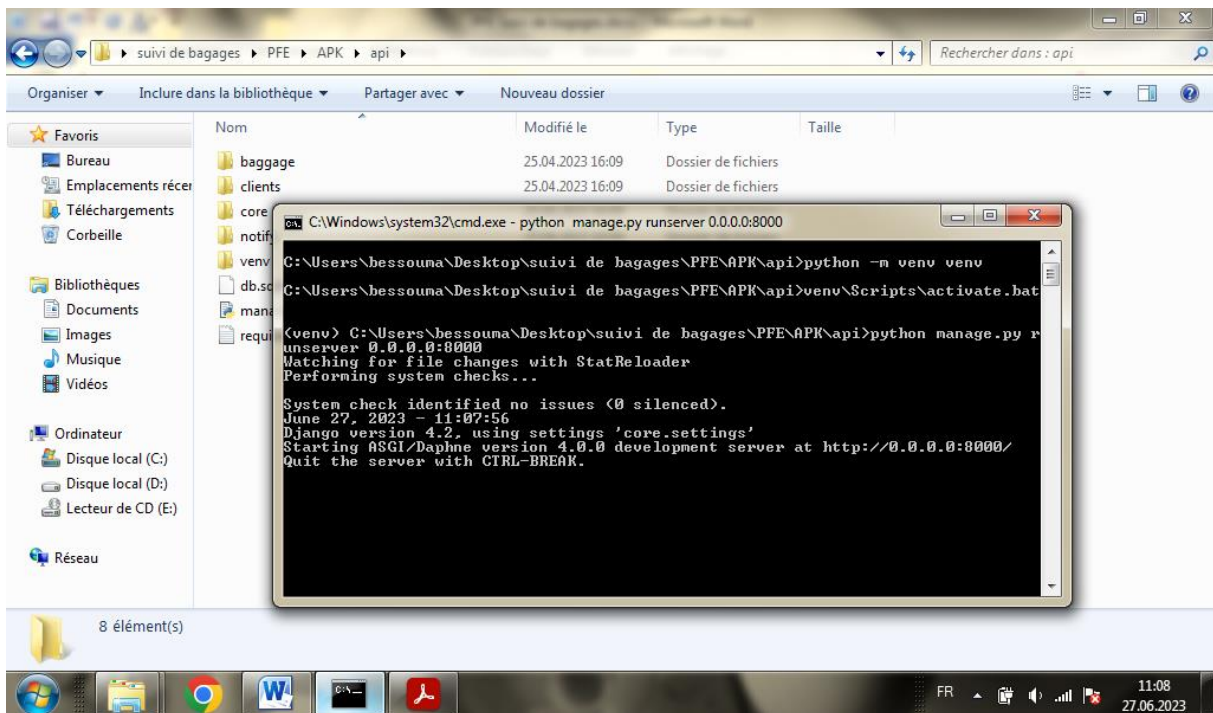 suivi de bagages ▸ PFE ▸ APK ▸ api ▸
Rechercher dans : api
Organiser
Inclure dans la bibliothèque
Partager avec
Nouveau dossier
Nom
Modifié le
Type
Taille
Favoris
Bureau
Emplacements récer
Téléchargements
Corbeille
Bibliothèques
Documents
Images
Musique
Vidéos
Ordinateur
Disque local (C:)
Disque local (D:)
Lecteur de CD (E:)
Réseau
baggage 25.04.2023 16:09 Dossier de fichiers
clients 25.04.2023 16:09 Dossier de fichiers
core
notif
venv
db.sc
mana
requi
C:\Windows\system32\cmd.exe - python manage.py runserver 0.0.0.0:8000
C:\Users\bessouma\Desktop\suivi de bagages\PFE\APK\api>python -m venv venv
C:\Users\bessouma\Desktop\suivi de bagages\PFE\APK\api>venv\Scripts\activate.bat
(venv) C:\Users\bessouma\Desktop\suivi de bagages\PFE\APK\api>python manage.py r
unserver 0.0.0.0:8000
Watching for file changes with StatReloader
Performing system checks...
System check identified no issues (0 silenced).
June 27, 2023 - 11:07:56
Django version 4.2, using settings 'core.settings'
Starting ASGI/Daphne version 4.0.0 development server at http://0.0.0.0:8000/
Quit the server with CTRL-BREAK.
8 élément(s)
FR
11:08
27.06.2023